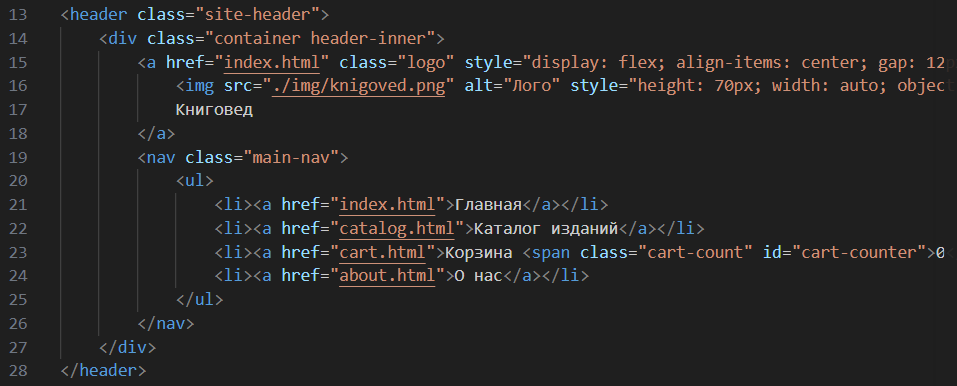 13 <header class="site-header">
14 <div class="container header-inner">
15 <a href="index.html" class="logo" style="display: flex; align-items: center; gap: 12p
16 <img src="./img/knigoved.png" alt="Лого" style="height: 70px; width: auto; objec
17 Книговед
18 </a>
19 <nav class="main-nav">
20 <ul>
21 <li><a href="index.html">Главная</a></li>
22 <li><a href="catalog.html">Каталог изданий</a></li>
23 <li><a href="cart.html">Корзина <span class="cart-count" id="cart-counter">0
24 <li><a href="about.html">О нас</a></li>
25 </ul>
26 </nav>
27 </div>
28 </header>